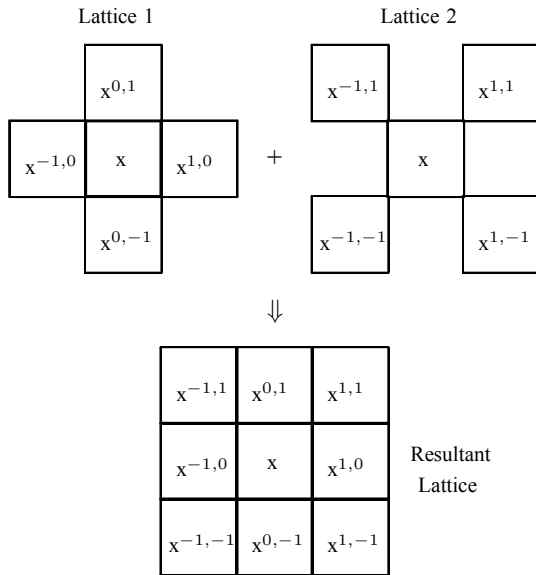 Lattice 1 Lattice 2
x^{0,1} x^{−1,1} x^{1,1}
x^{−1,0} x x^{1,0} + x
x^{0,−1} x^{−1,−1} x^{1,−1}
⇓
x^{−1,1} x^{0,1} x^{1,1}
x^{−1,0} x x^{1,0} Resultant
Lattice
x^{−1,−1} x^{0,−1} x^{1,−1}